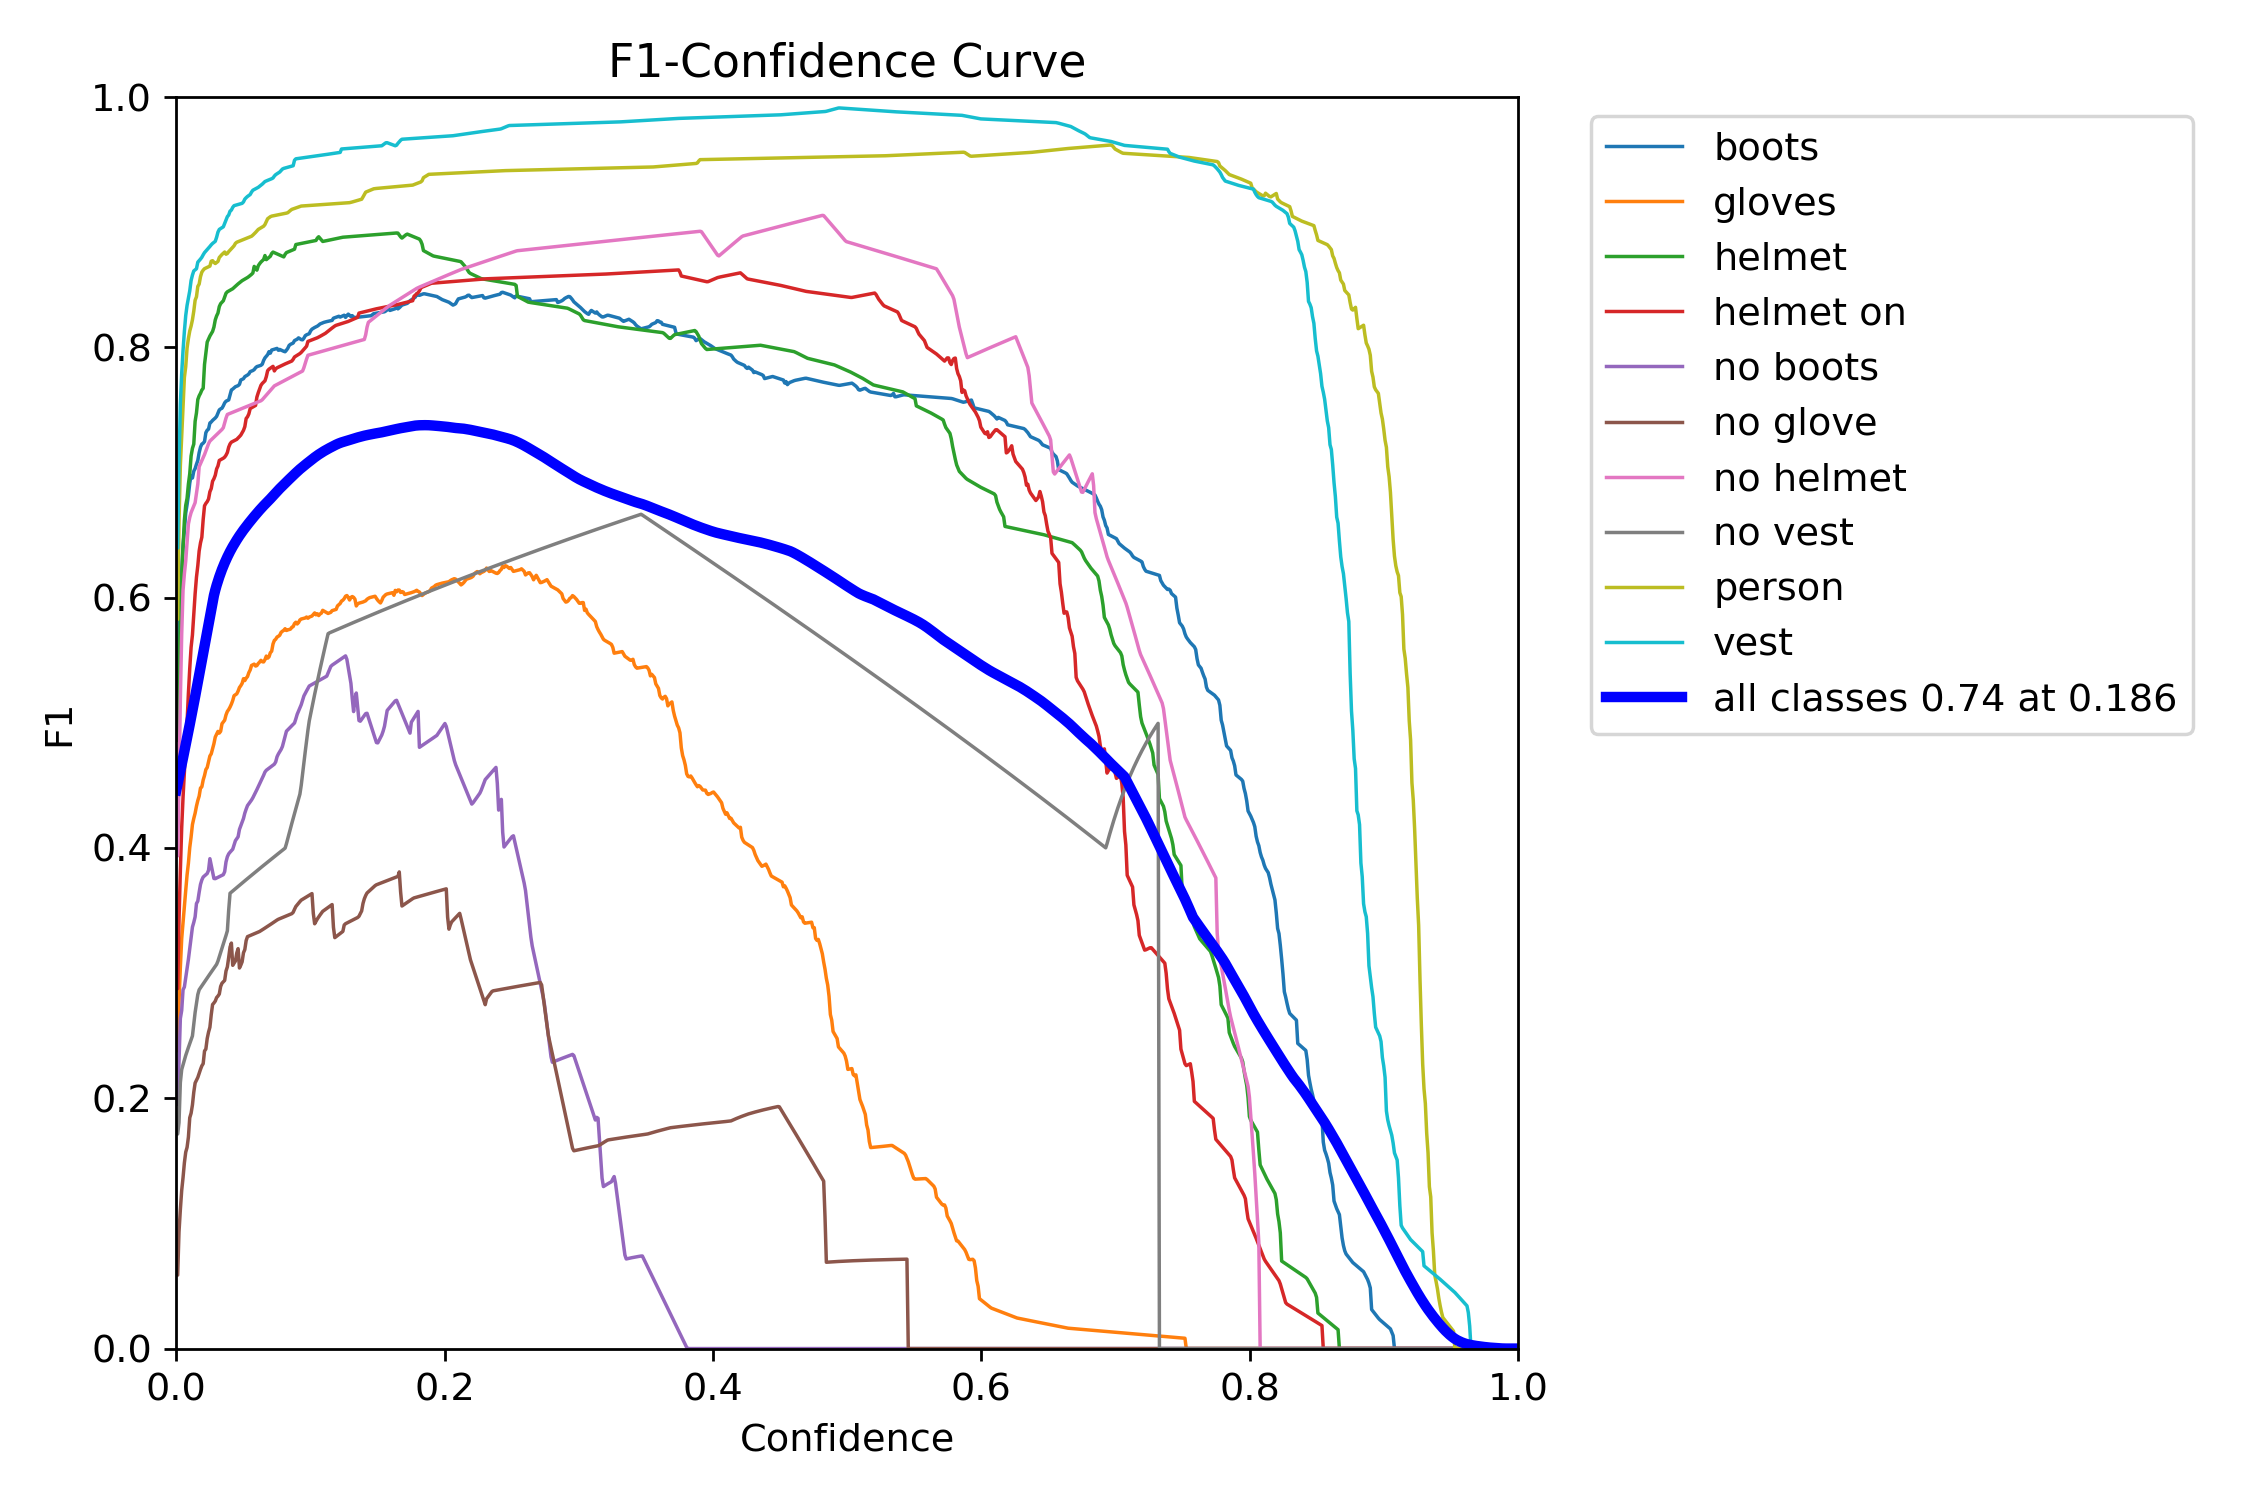 F1-Confidence Curve
1.0
0.8
0.6
0.4
0.2
0.0
F1
0.0 0.2 0.4 0.6 0.8 1.0
Confidence
boots
gloves
helmet
helmet on
no boots
no glove
no helmet
no vest
person
vest
all classes 0.74 at 0.186